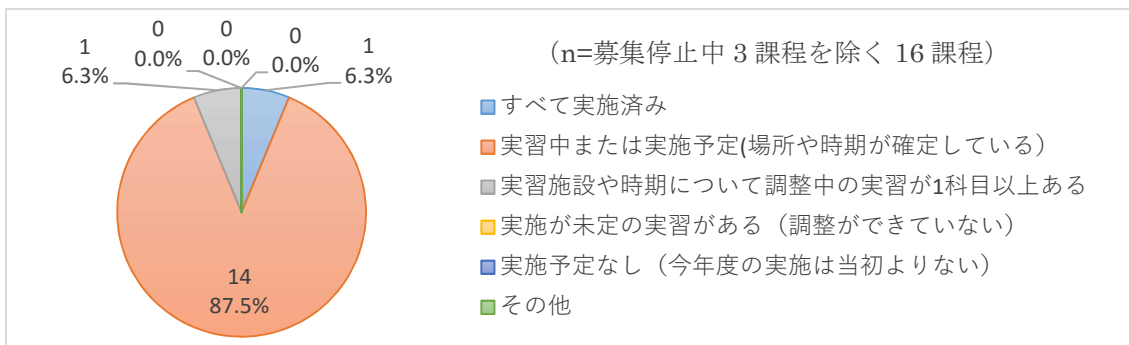 0
0.0%
0
0.0%
0
0.0%
1
6.3%
1
6.3%
14
87.5%
（n=募集停止中 3 課程を除く 16 課程）
すべて実施済み
実習中または実施予定(場所や時期が確定している）
実習施設や時期について調整中の実習が1科目以上ある
実施が未定の実習がある（調整ができていない）
実施予定なし（今年度の実施は当初よりない）
その他